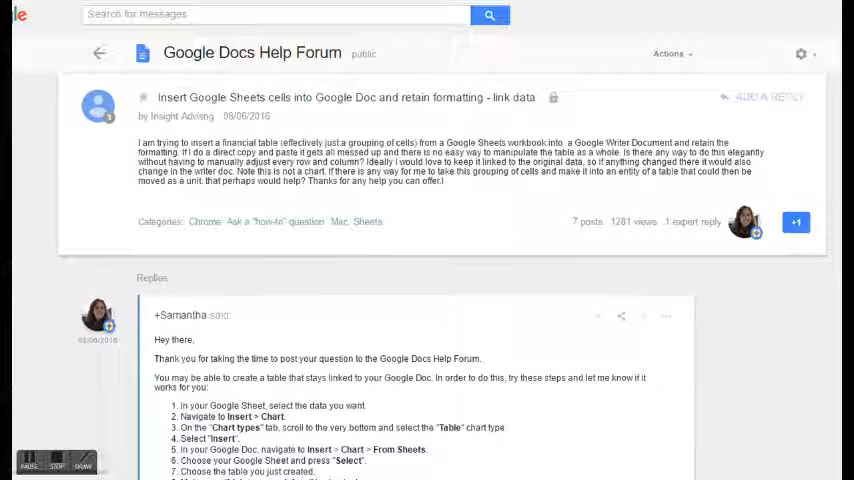 le
Search for messages
Google Docs Help Forum public
Actions
Insert Google Sheets cells into Google Doc and retain formatting - link data
ADD A REPLY
by Insight Advising 08/06/2016
I am trying to insert a financial table (effectively just a grouping of cells) from a Google Sheets workbook into a Google Writer Document and retain the
formatting. If I do a direct copy and paste it gets all messed up and there is no easy way to manipulate the table as a whole. Is there any way to do this elegantly
without having to manually adjust every row and column? Ideally I would love to keep it linked to the original data, so if anything changed there it would also
change in the writer doc. Note this is not a chart. If there is any way for me to take this grouping of cells and make it into an entity of a table that could then be
moved as a unit. that perhaps would help? Thanks for any help you can offer.!
Categories: Chrome Ask a "how-to" question Mac Sheets
7 posts 1281 views 1 expert reply
+1
Replies
+Samantha said:
08/06/2016
Hey there,
Thank you for taking the time to post your question to the Google Docs Help Forum.
You may be able to create a table that stays linked to your Google Doc. In order to do this, try these steps and let me know if it
works for you:
1. In your Google Sheet, select the data you want.
2. Navigate to Insert > Chart.
3. On the "Chart types" tab, scroll to the very bottom and select the "Table" chart type
4. Select "Insert".
5. In your Google Doc, navigate to Insert > Chart > From Sheets.
6. Choose your Google Sheet and press "Select".
7. Choose the table you just created.
PAUSE STOP DRAW